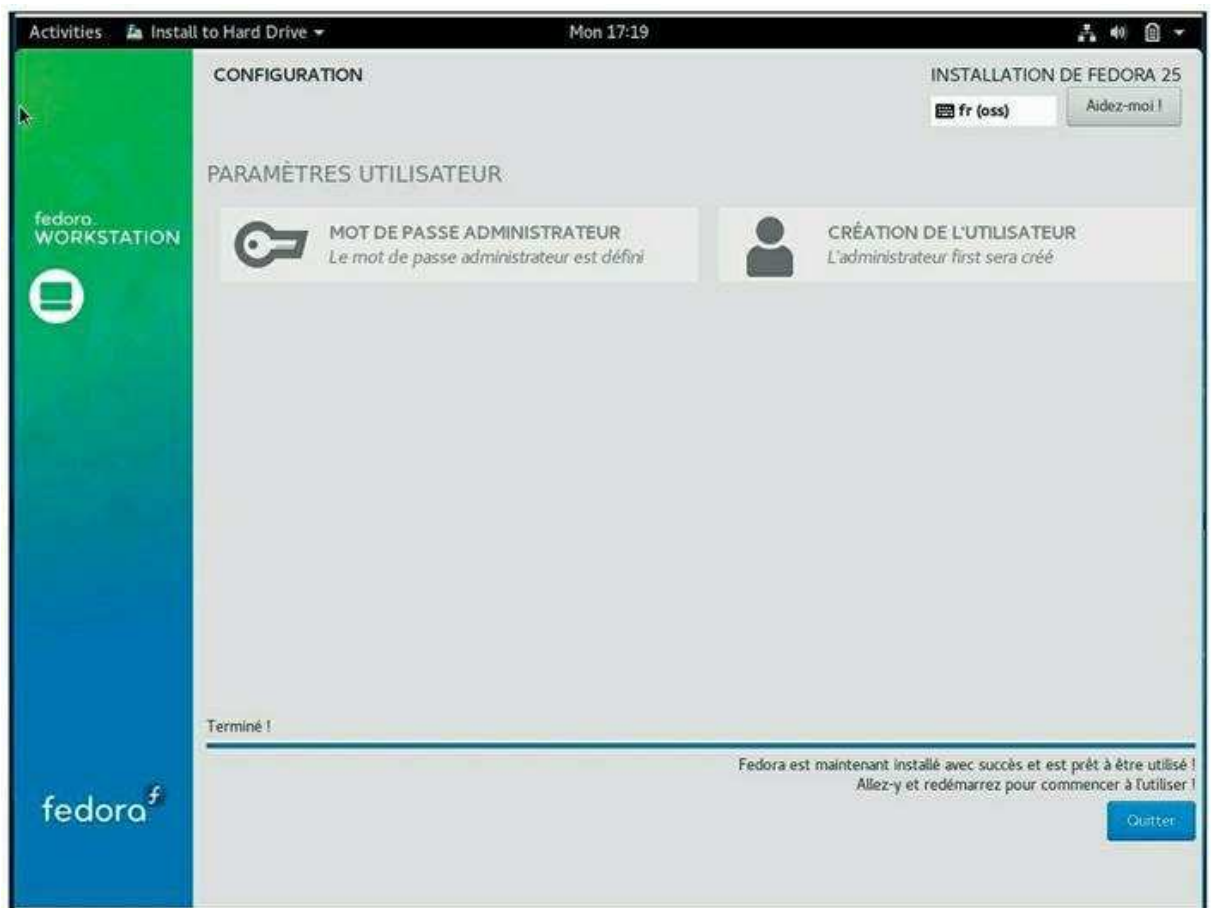 Activities Install to Hard Drive Mon 17:19
CONFIGURATION
INSTALLATION DE FEDORA 25
fr (oss) Aidez-moi !
PARAMÈTRES UTILISATEUR
fedora
WORKSTATION
MOT DE PASSE ADMINISTRATEUR
Le mot de passe administrateur est défini
CRÉATION DE L'UTILISATEUR
L'administrateur first sera créé
Terminé !
Fedora est maintenant installé avec succès et est prêt à être utilisé !
Allez-y et redémarrez pour commencer à l'utiliser !
Quitter
fedora